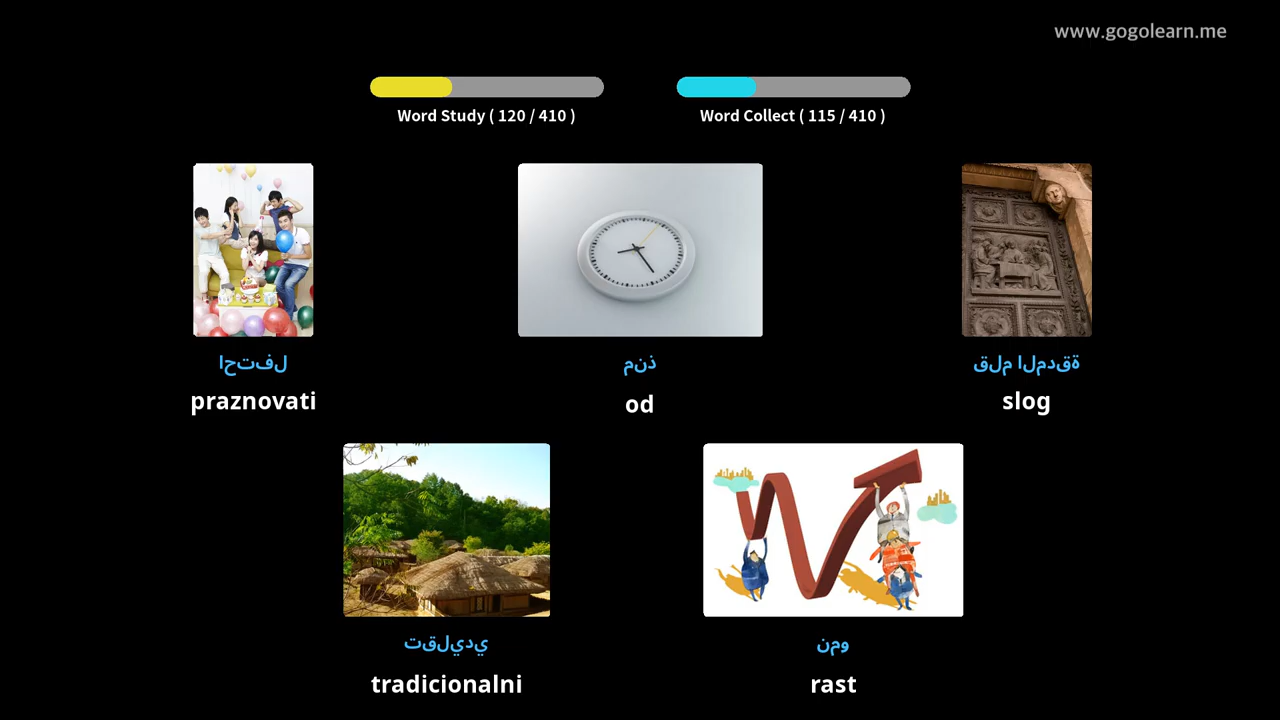 www.gogolearn.me
Word Study ( 120 / 410 )
Word Collect ( 115 / 410 )
احتفل
منذ
قلم المدقة
praznovati
od
slog
تقليدي
نمو
tradicionalni
rast